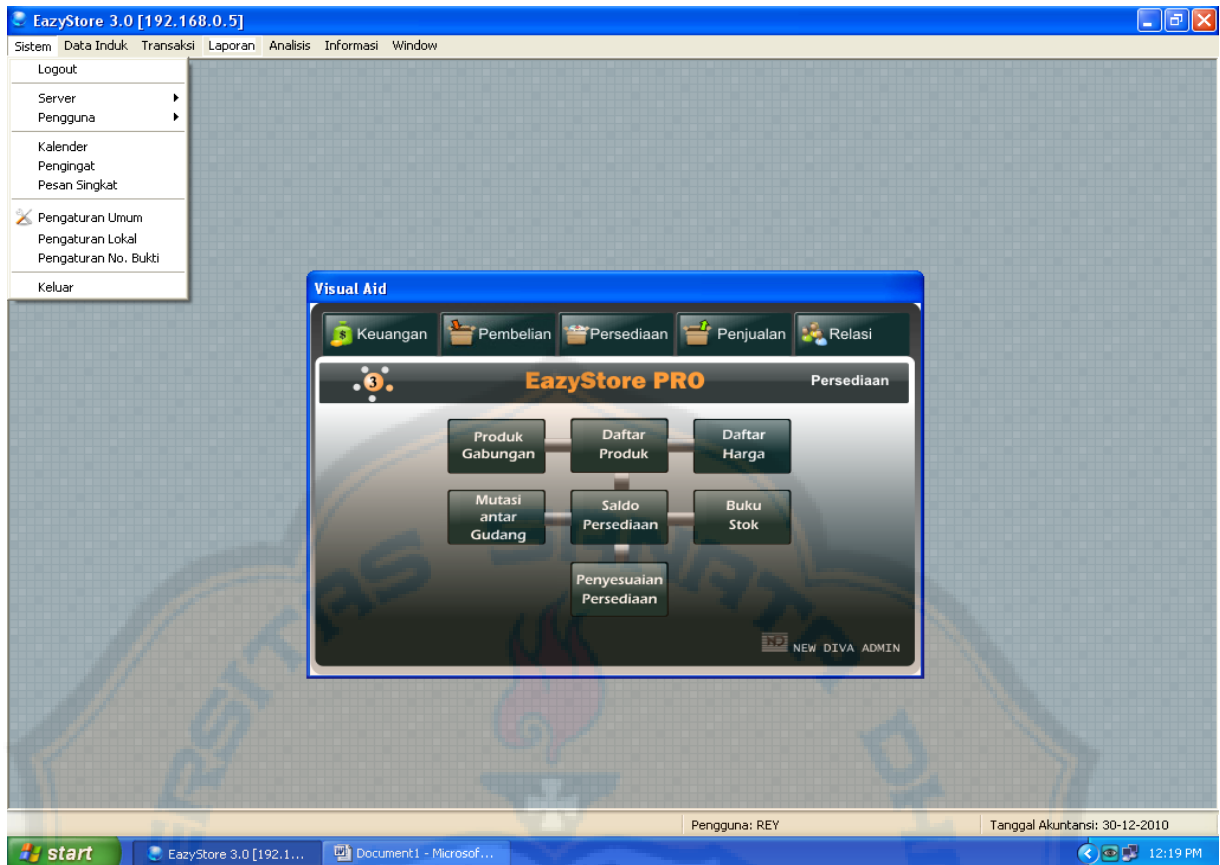 EazyStore 3.0 [192.168.0.5]
Sistem Data Induk Transaksi Laporan Analisis Informasi Window
Logout
Server
Pengguna
Kalender
Pengingat
Pesan Singkat
Pengaturan Umum
Pengaturan Lokal
Pengaturan No. Bukti
Keluar
Visual Aid
Keuangan Pembelian Persediaan Penjualan Relasi
3 EazyStore PRO Persediaan
Produk
Gabungan
Daftar
Produk
Daftar
Harga
Mutasi
antar
Gudang
Saldo
Persediaan
Buku
Stok
Penyesuaian
Persediaan
NEW DIVA ADMIN
Pengguna: REY Tanggal Akuntansi: 30-12-2010
start EazyStore 3.0 [192.1... Document1 - Microsof... 12:19 PM